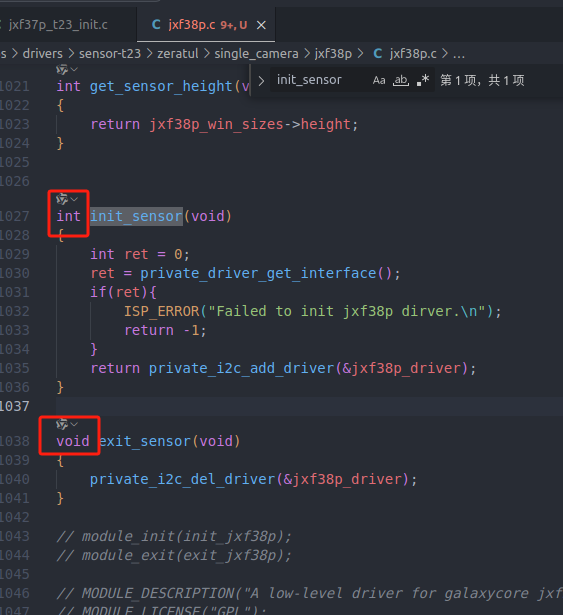 jxf37p_t23_init.c
C jxf38p.c 9+, U ×
s > drivers > sensor-t23 > zeratul > single_camera > jxf38p > C jxf38p.c > ...
init_sensor Aa ab 第 1 项，共 1 项
1021 int get_sensor_height(v
1022 {
1023 return jxf38p_win_sizes->height;
1024 }
1025
1026
1027 int init_sensor(void)
1028 {
1029 int ret = 0;
1030 ret = private_driver_get_interface();
1031 if(ret){
1032 ISP_ERROR("Failed to init jxf38p dirver.\n");
1033 return -1;
1034 }
1035 return private_i2c_add_driver(&jxf38p_driver);
1036 }
1037
1038 void exit_sensor(void)
1039 {
1040 private_i2c_del_driver(&jxf38p_driver);
1041 }
1042
1043 // module_init(init_jxf38p);
1044 // module_exit(exit_jxf38p);
1045
1046 // MODULE_DESCRIPTION("A low-level driver for galaxycore jxf
1047 // MODULE_LICENSE("GPL");